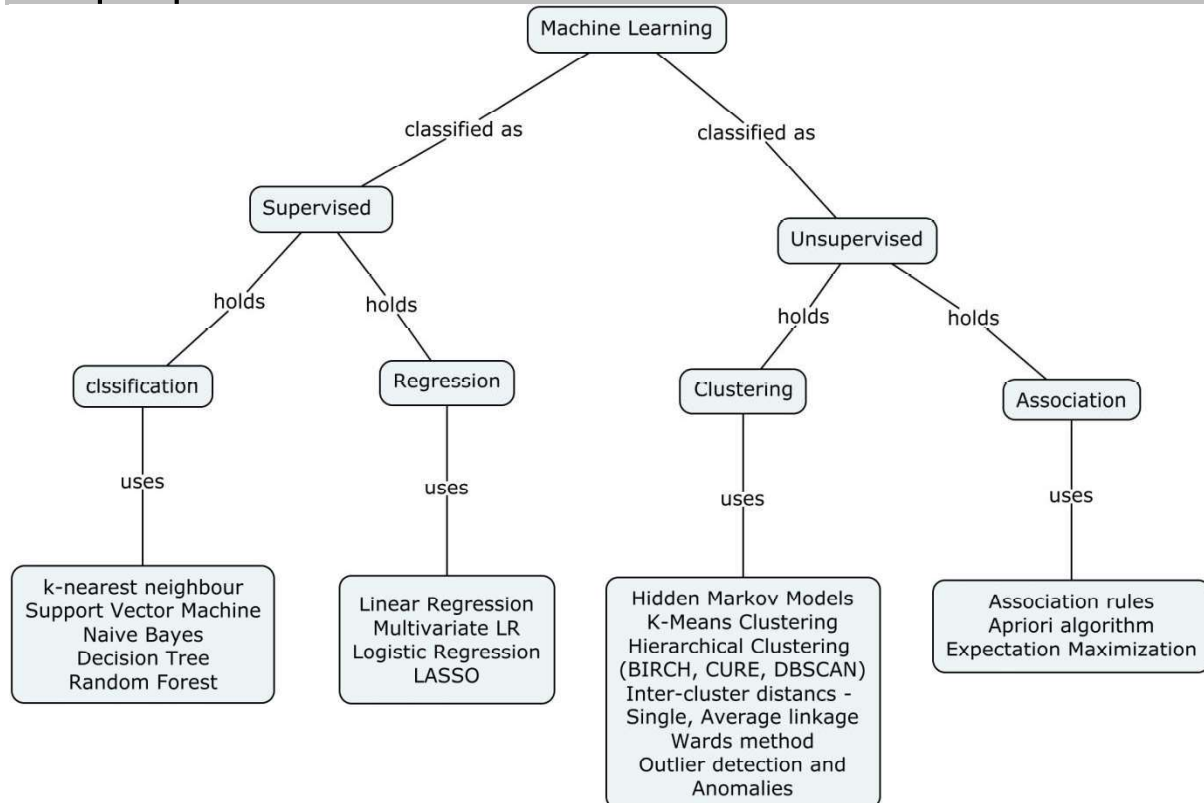 Machine Learning
classified as
classified as
Supervised
Unsupervised
holds
holds
holds
holds
clssification
Regression
Clustering
Association
uses
uses
uses
uses
k-nearest neighbour
Support Vector Machine
Naive Bayes
Decision Tree
Random Forest
Linear Regression
Multivariate LR
Logistic Regression
LASSO
Hidden Markov Models
K-Means Clustering
Hierarchical Clustering
(BIRCH, CURE, DBSCAN)
Inter-cluster distancs -
Single, Average linkage
Wards method
Outlier detection and
Anomalies
Association rules
Apriori algorithm
Expectation Maximization